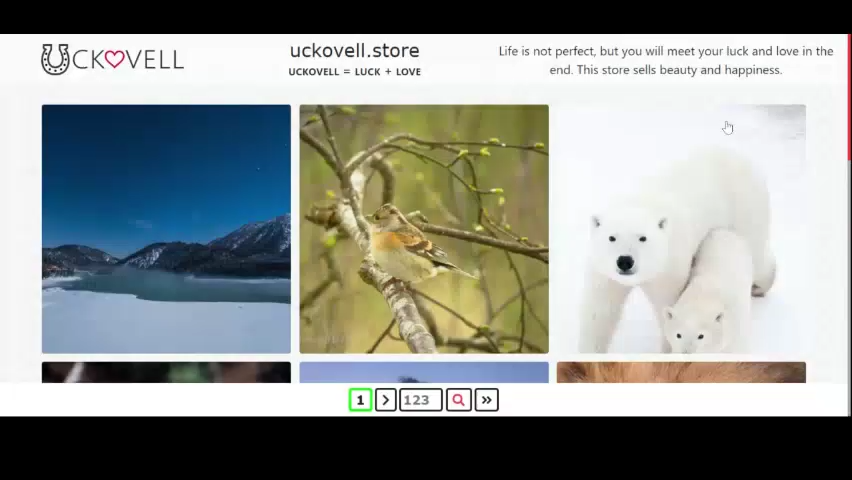 UCKOVELL
uckovell.store
UCKOVELL = LUCK + LOVE
Life is not perfect, but you will meet your luck and love in the
end. This store sells beauty and happiness.
1 > 123 »